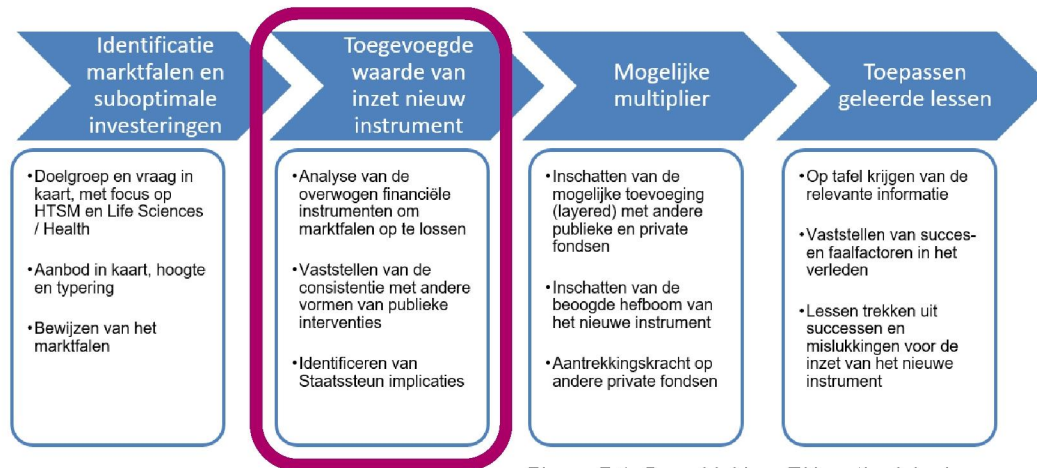 Identificatie
marktfalen en
suboptimale
investeringen
•Doelgroep en vraag in
kaart, met focus op
HTSM en Life Sciences
/ Health
•Aanbod in kaart, hoogte
en typering
•Bewijzen van het
marktfalen
Toegevoegde
waarde van
inzet nieuw
instrument
•Analyse van de
overwogen financiële
instrumenten om
marktfalen op te lossen
•Vaststellen van de
consistentie met andere
vormen van publieke
interventies
•Identificeren van
Staatssteun implicaties
Mogelijke
multiplier
•Inschatten van de
mogelijke toevoeging
(layered) met andere
publieke en private
fondsen
•Inschatten van de
beoogde hefboom van
het nieuwe instrument
•Aantrekkingskracht op
andere private fondsen
Toepassen
geleerde lessen
•Op tafel krijgen van de
relevante informatie
•Vaststellen van succes-
en faalfactoren in het
verleden
•Lessen trekken uit
successen en
mislukkingen voor de
inzet van het nieuwe
instrument